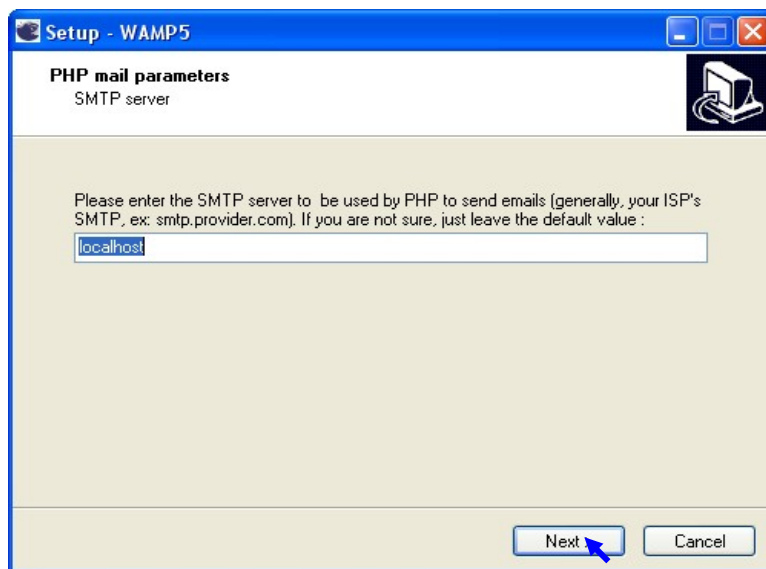 Setup - WAMP5
PHP mail parameters
SMTP server
Please enter the SMTP server to be used by PHP to send emails (generally, your ISP's
SMTP, ex: smtp.provider.com). If you are not sure, just leave the default value :
localhost
Next
Cancel